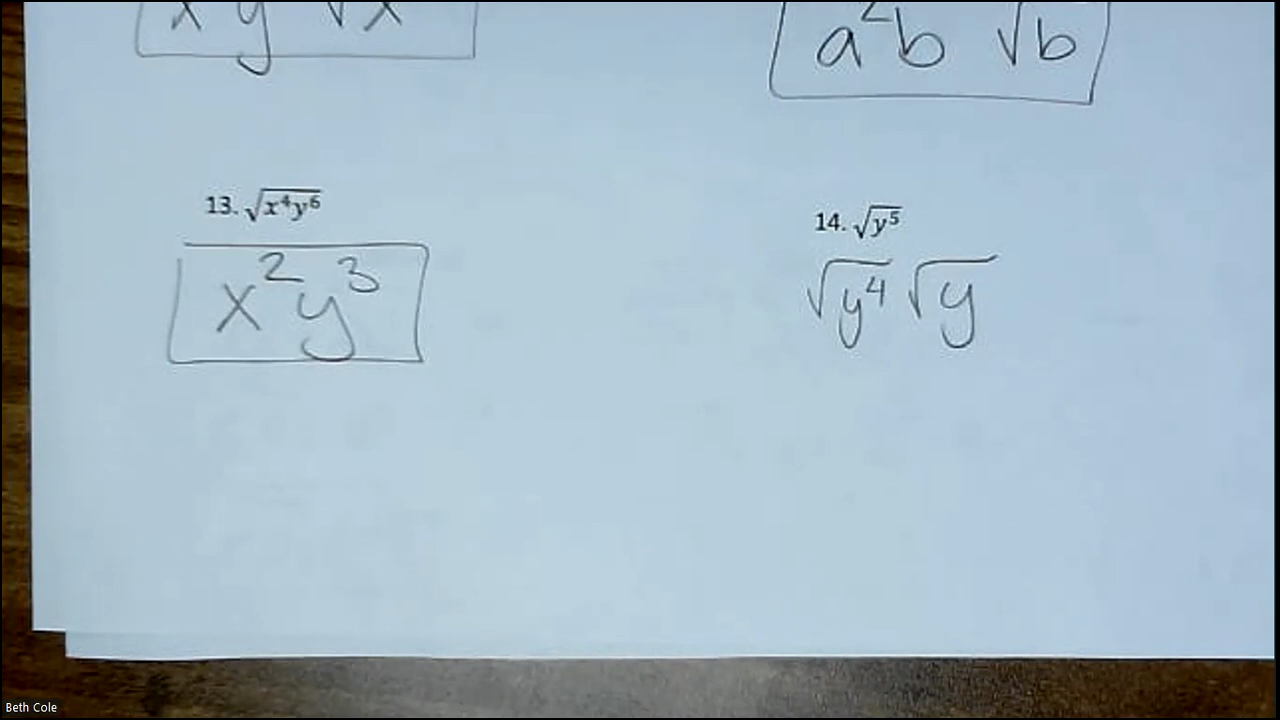 x y √x
a²b √b
13. √x⁴y⁶
x²y³
14. √y⁵
√y⁴ √y
Beth Cole